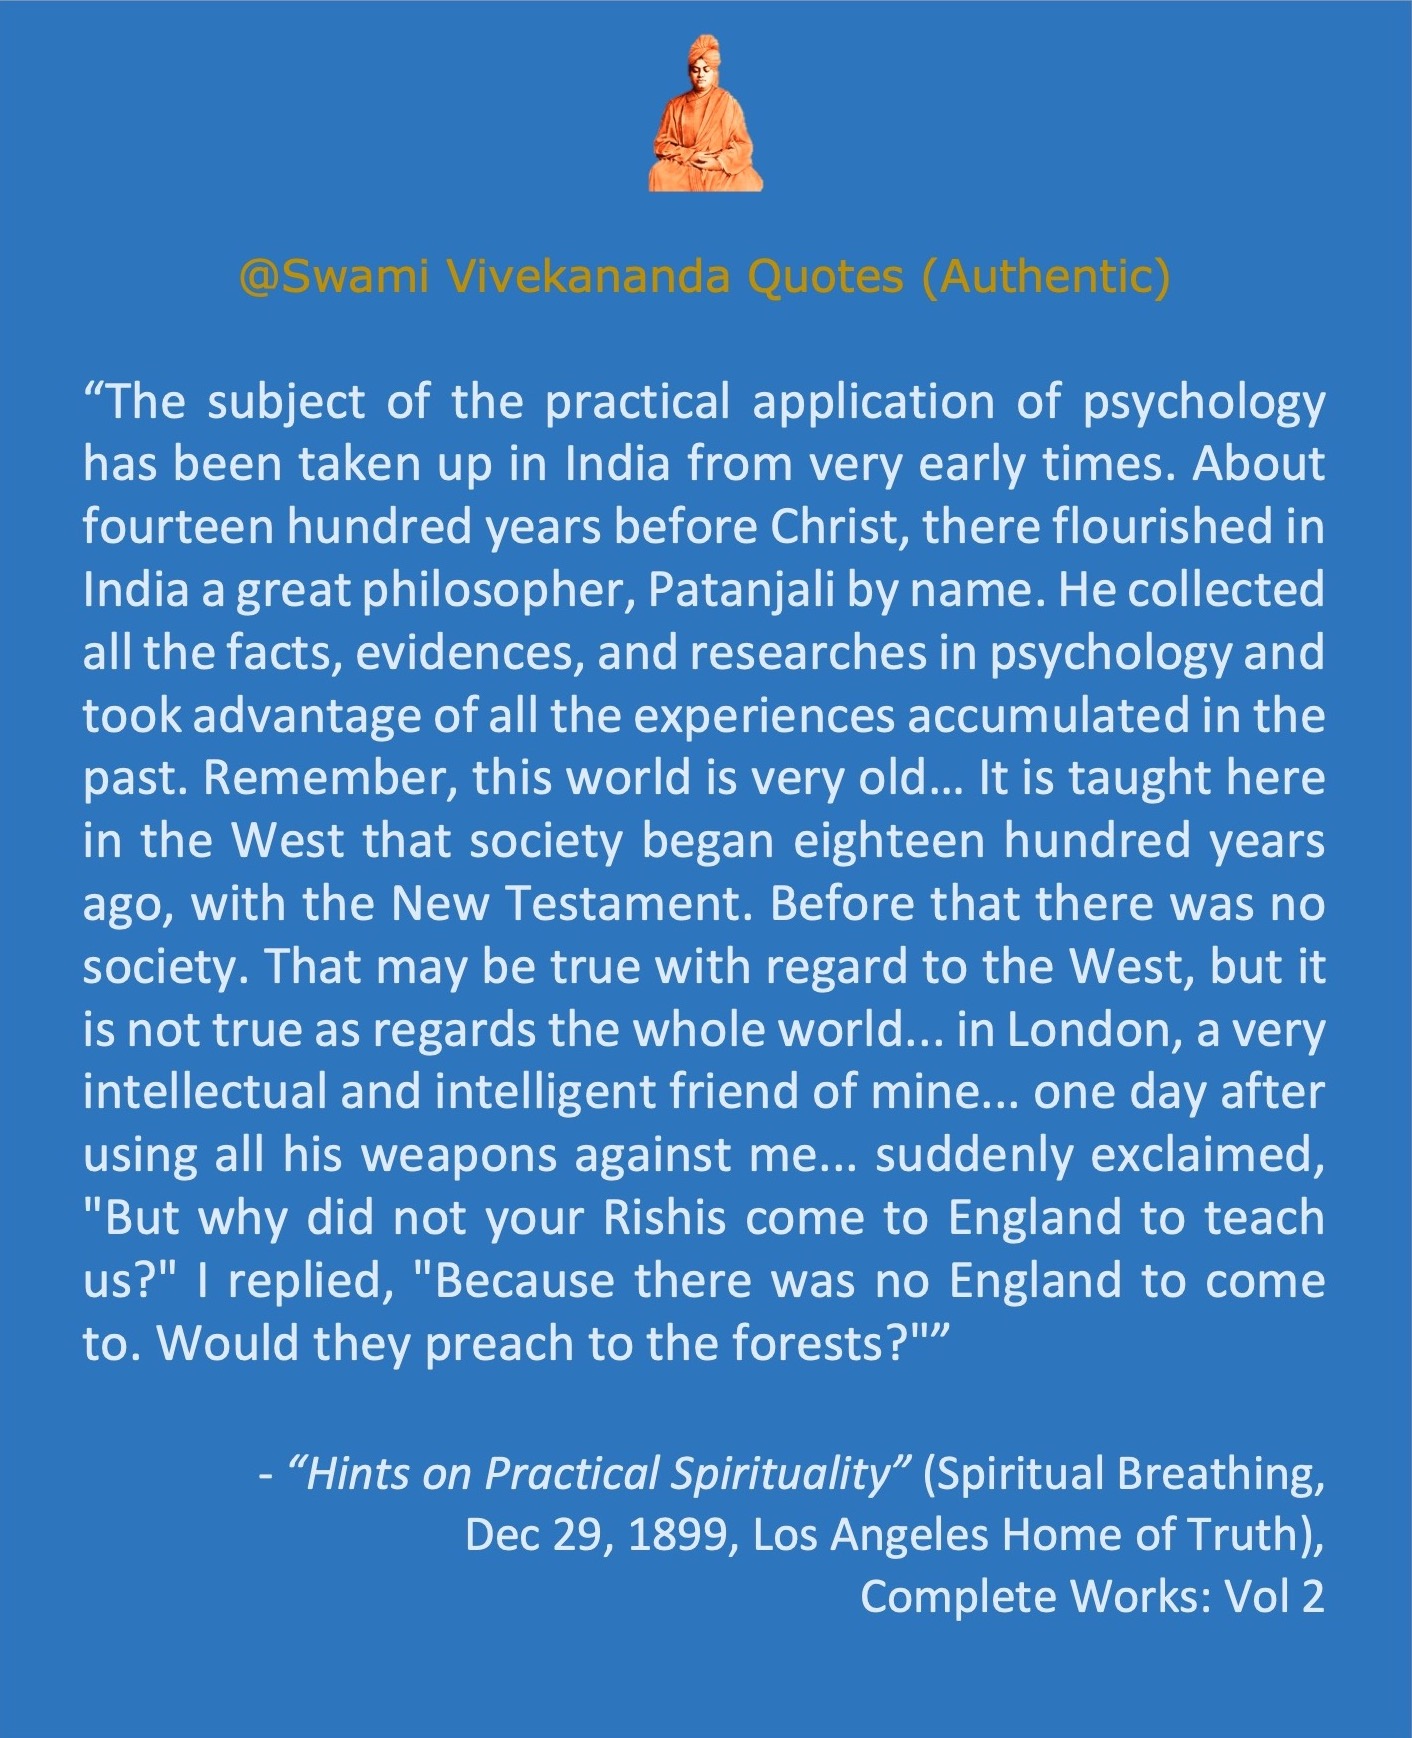 @Swami Vivekananda Quotes (Authentic)
“The subject of the practical application of psychology
has been taken up in India from very early times. About
fourteen hundred years before Christ, there flourished in
India a great philosopher, Patanjali by name. He collected
all the facts, evidences, and researches in psychology and
took advantage of all the experiences accumulated in the
past. Remember, this world is very old... It is taught here
in the West that society began eighteen hundred years
ago, with the New Testament. Before that there was no
society. That may be true with regard to the West, but it
is not true as regards the whole world... in London, a very
intellectual and intelligent friend of mine... one day after
using all his weapons against me... suddenly exclaimed,
"But why did not your Rishis come to England to teach
us?" I replied, "Because there was no England to come
to. Would they preach to the forests?"”
- “Hints on Practical Spirituality” (Spiritual Breathing,
Dec 29, 1899, Los Angeles Home of Truth),
Complete Works: Vol 2